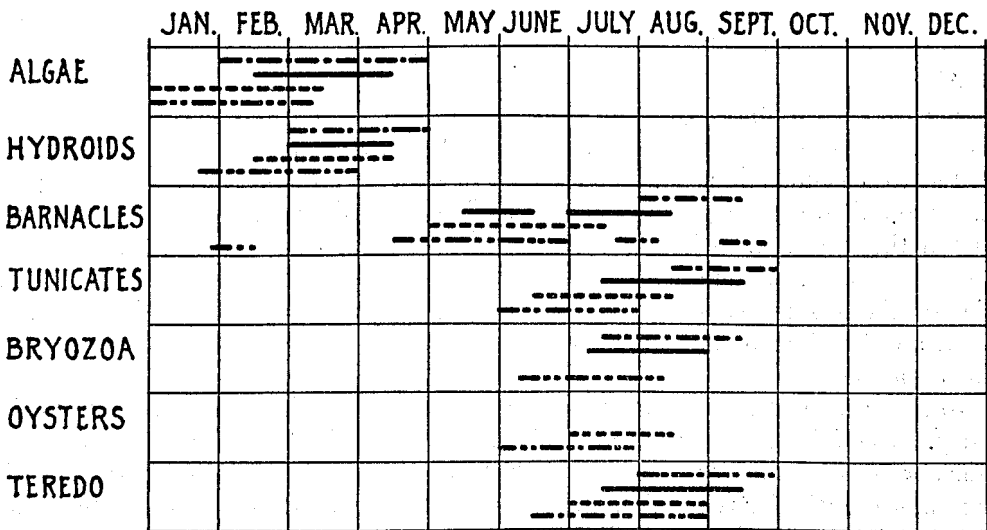 JAN. FEB. MAR. APR. MAY JUNE JULY AUG. SEPT. OCT. NOV. DEC.
ALGAE
HYDROIDS
BARNACLES
TUNICATES
BRYOZOA
OYSTERS
TEREDO